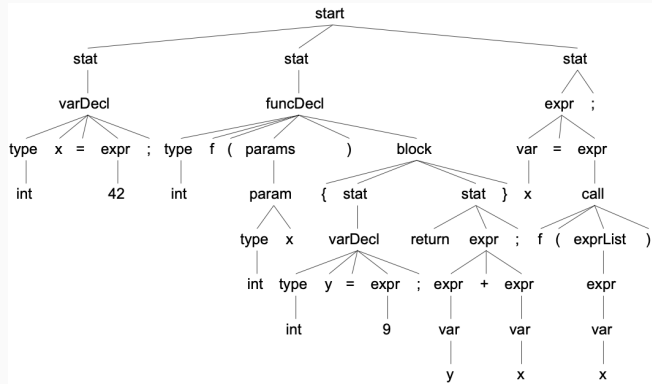 start
stat stat stat
varDecl funcDecl expr ;
type x = expr ; type f ( params ) block var = expr
int 42 int param { stat stat } x call
type x varDecl return expr ; f ( exprList )
int type y = expr ; expr + expr expr
int 9 var var var
y x x